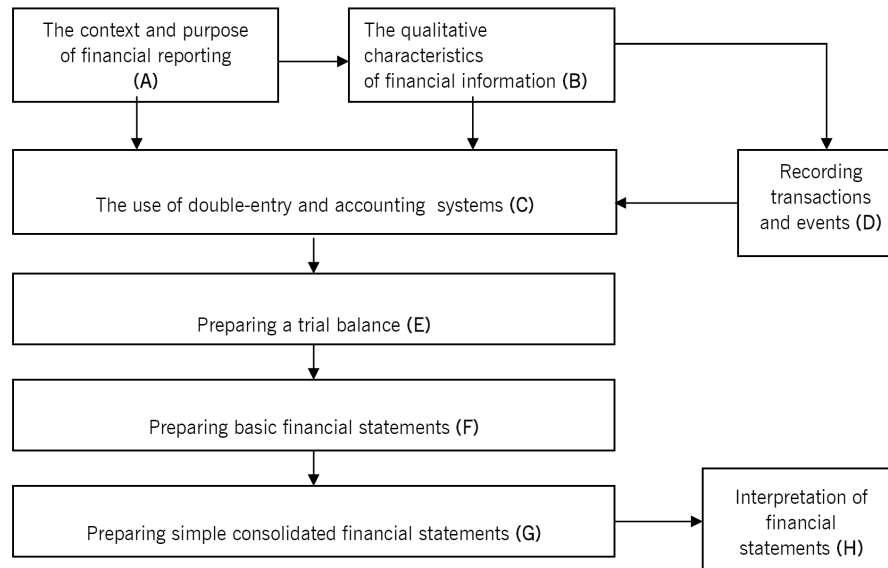 The context and purpose
of financial reporting
(A)
The qualitative
characteristics
of financial information (B)
Recording
transactions
and events (D)
The use of double-entry and accounting systems (C)
Preparing a trial balance (E)
Preparing basic financial statements (F)
Preparing simple consolidated financial statements (G)
Interpretation of
financial
statements (H)